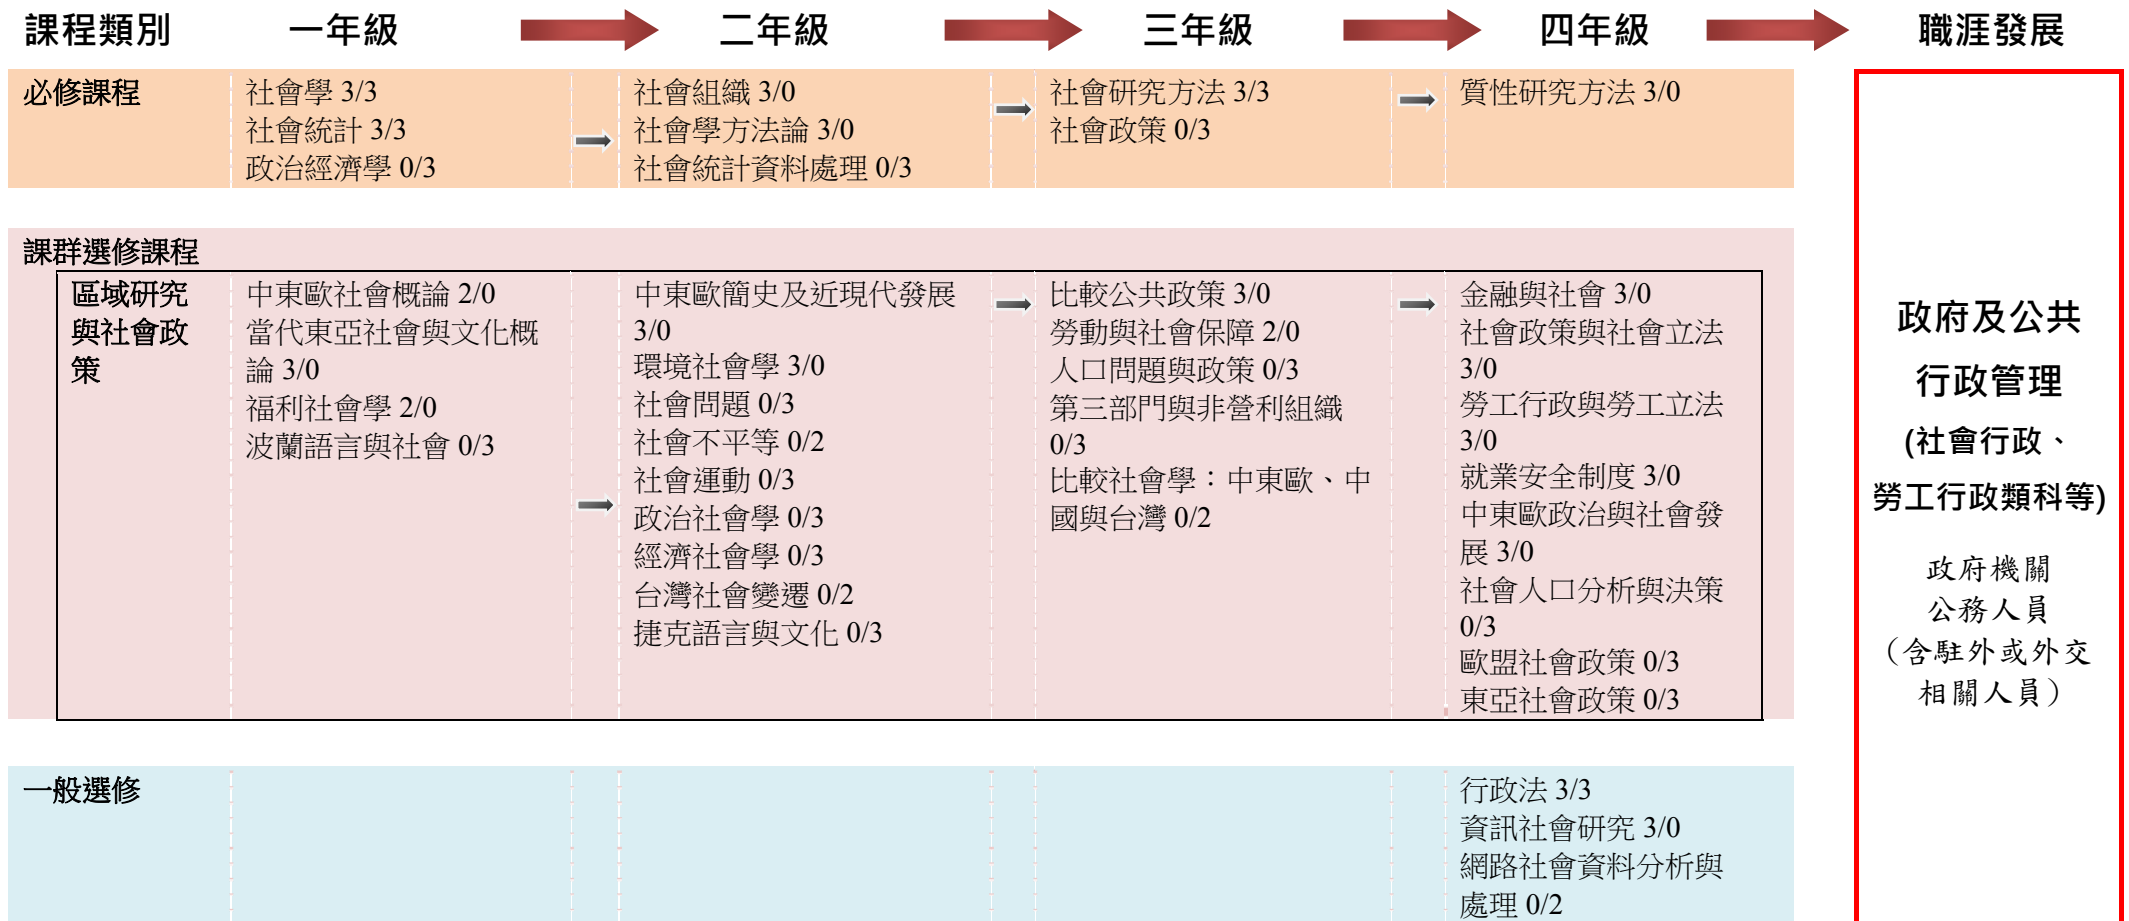 課程類別
一年級
二年級
三年級
四年級
職涯發展
必修課程
社會學 3/3
社會統計 3/3
政治經濟學 0/3
社會組織 3/0
社會學方法論 3/0
社會統計資料處理 0/3
社會研究方法 3/3
社會政策 0/3
質性研究方法 3/0
課群選修課程
區域研究
與社會政
策
中東歐社會概論 2/0
當代東亞社會與文化概
論 3/0
福利社會學 2/0
波蘭語言與社會 0/3
中東歐簡史及近現代發展
3/0
環境社會學 3/0
社會問題 0/3
社會不平等 0/2
社會運動 0/3
政治社會學 0/3
經濟社會學 0/3
台灣社會變遷 0/2
捷克語言與文化 0/3
比較公共政策 3/0
勞動與社會保障 2/0
人口問題與政策 0/3
第三部門與非營利組織
0/3
比較社會學：中東歐、中
國與台灣 0/2
金融與社會 3/0
社會政策與社會立法
3/0
勞工行政與勞工立法
3/0
就業安全制度 3/0
中東歐政治與社會發
展 3/0
社會人口分析與決策
0/3
歐盟社會政策 0/3
東亞社會政策 0/3
一般選修
行政法 3/3
資訊社會研究 3/0
網路社會資料分析與
處理 0/2
政府及公共
行政管理
(社會行政、
勞工行政類科等)
政府機關
公務人員
（含駐外或外交
相關人員）